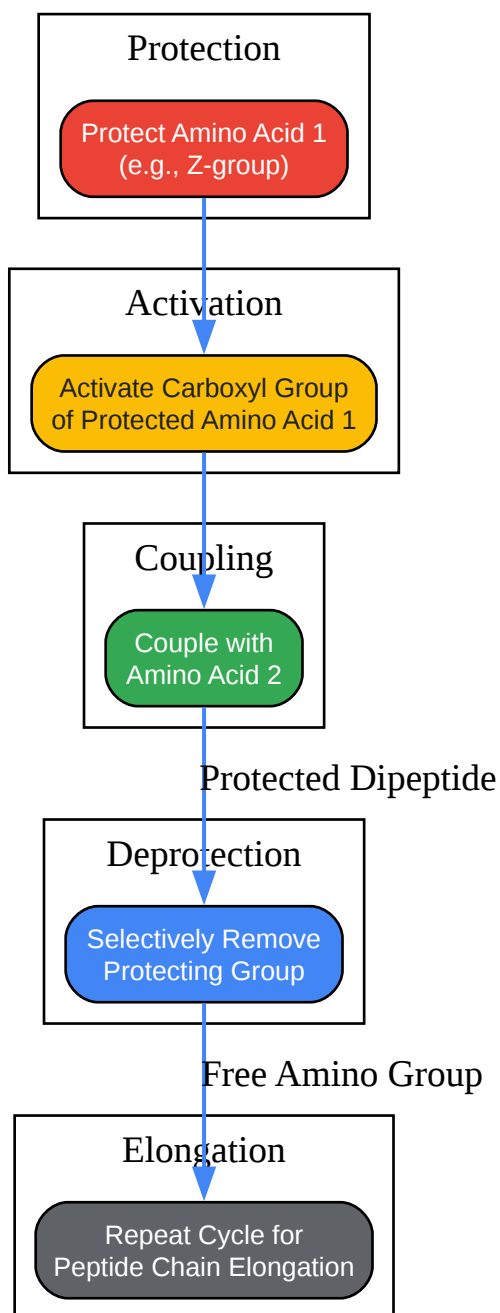 Protection
Protect Amino Acid 1
(e.g., Z-group)
Activation
Activate Carboxyl Group
of Protected Amino Acid 1
Coupling
Couple with
Amino Acid 2
Protected Dipeptide
Deprotection
Selectively Remove
Protecting Group
Free Amino Group
Elongation
Repeat Cycle for
Peptide Chain Elongation